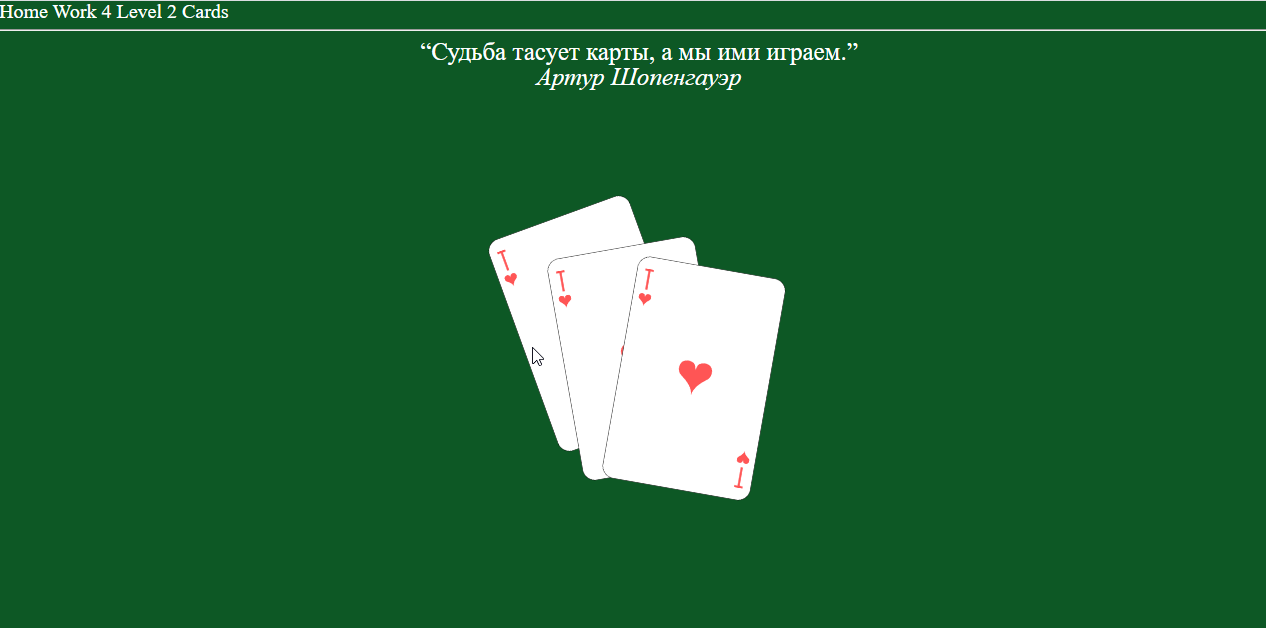 Home Work 4 Level 2 Cards
“Судьба тасует карты, а мы ими играем.”
Артур Шопенгауэр
Т
Т
Т
Т